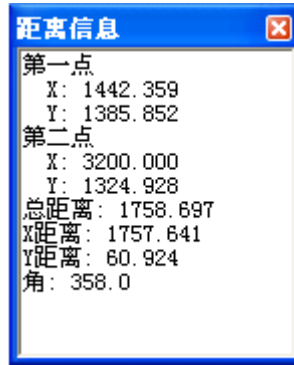 距离信息
第一点
X: 1442.359
Y: 1385.852
第二点
X: 3200.000
Y: 1324.928
总距离: 1758.697
X距离: 1757.641
Y距离: 60.924
角: 358.0